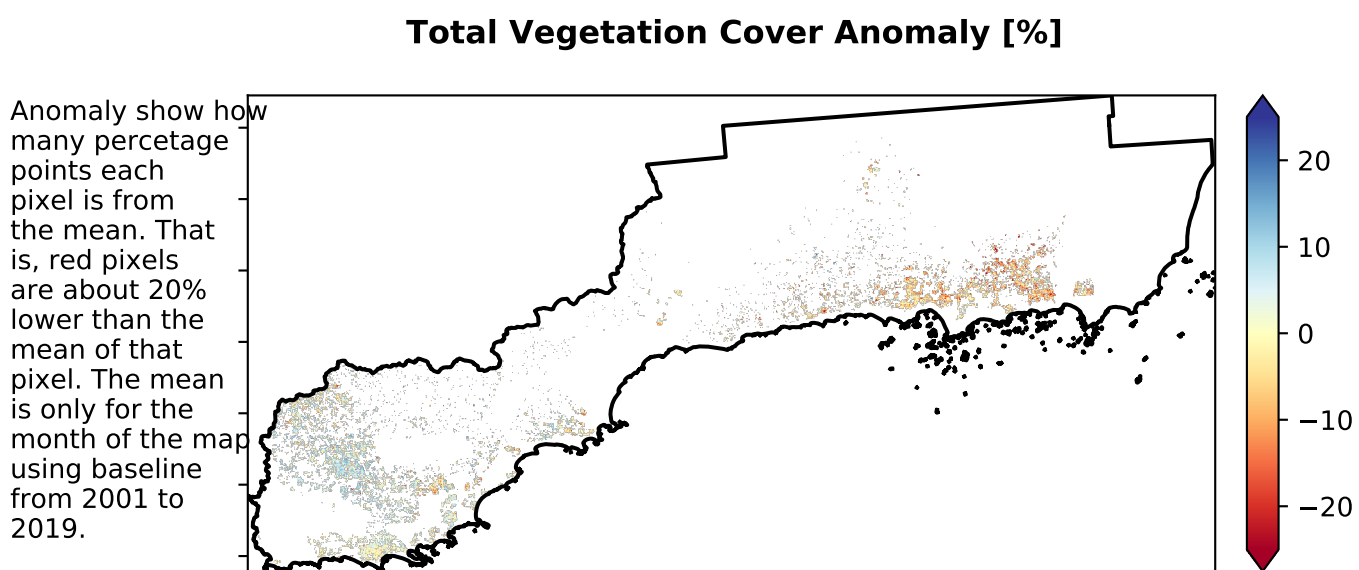 Total Vegetation Cover Anomaly [%]
Anomaly show how
many percetage
points each
pixel is from
the mean. That
is, red pixels
are about 20%
lower than the
mean of that
pixel. The mean
is only for the
month of the map
using baseline
from 2001 to
2019.
20
10
0
−10
−20